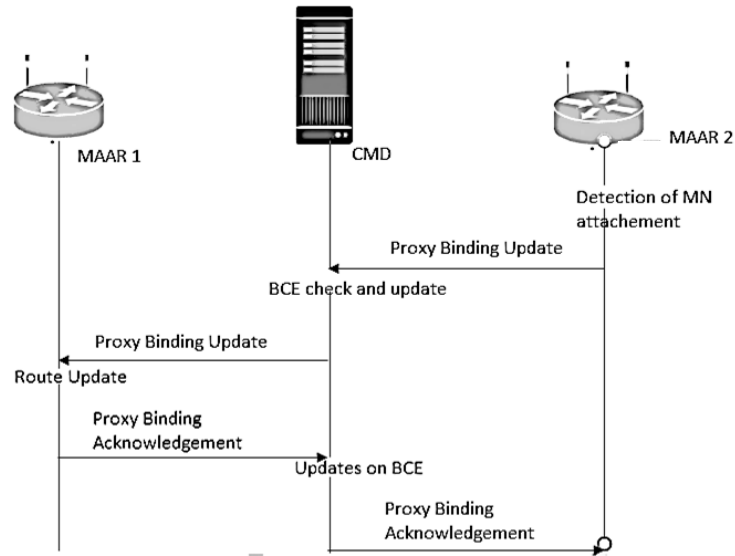 MAAR 1
CMD
MAAR 2
Detection of MN
attachement
Proxy Binding Update
BCE check and update
Proxy Binding Update
Route Update
Proxy Binding
Acknowledgement
Updates on BCE
Proxy Binding
Acknowledgement